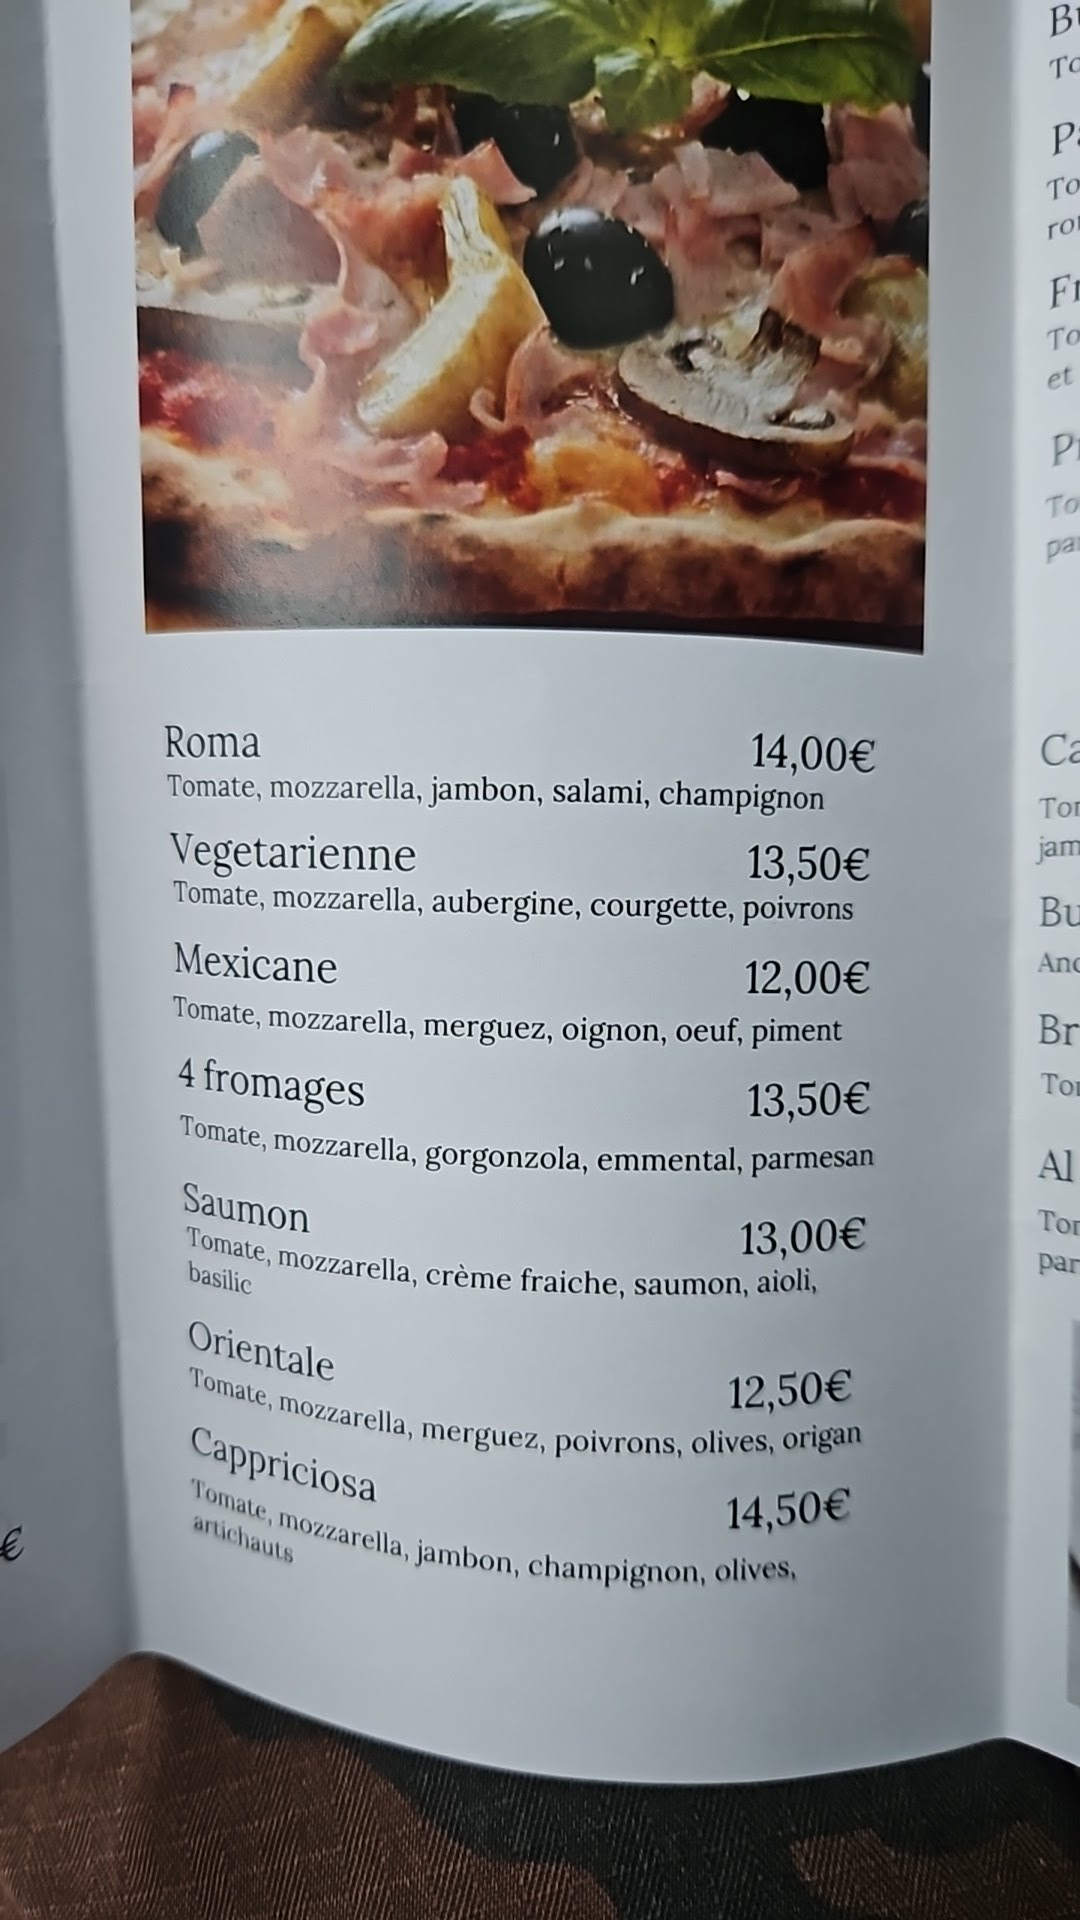 Roma 14,00€
Tomate, mozzarella, jambon, salami, champignon
Vegetarienne 13,50€
Tomate, mozzarella, aubergine, courgette, poivrons
Mexicane 12,00€
Tomate, mozzarella, merguez, oignon, oeuf, piment
4 fromages 13,50€
Tomate, mozzarella, gorgonzola, emmental, parmesan
Saumon 13,00€
Tomate, mozzarella, crème fraiche, saumon, aioli,
basilic
Orientale 12,50€
Tomate, mozzarella, merguez, poivrons, olives, origan
Cappriciosa 14,50€
Tomate, mozzarella, jambon, champignon, olives,
artichauts
€
et